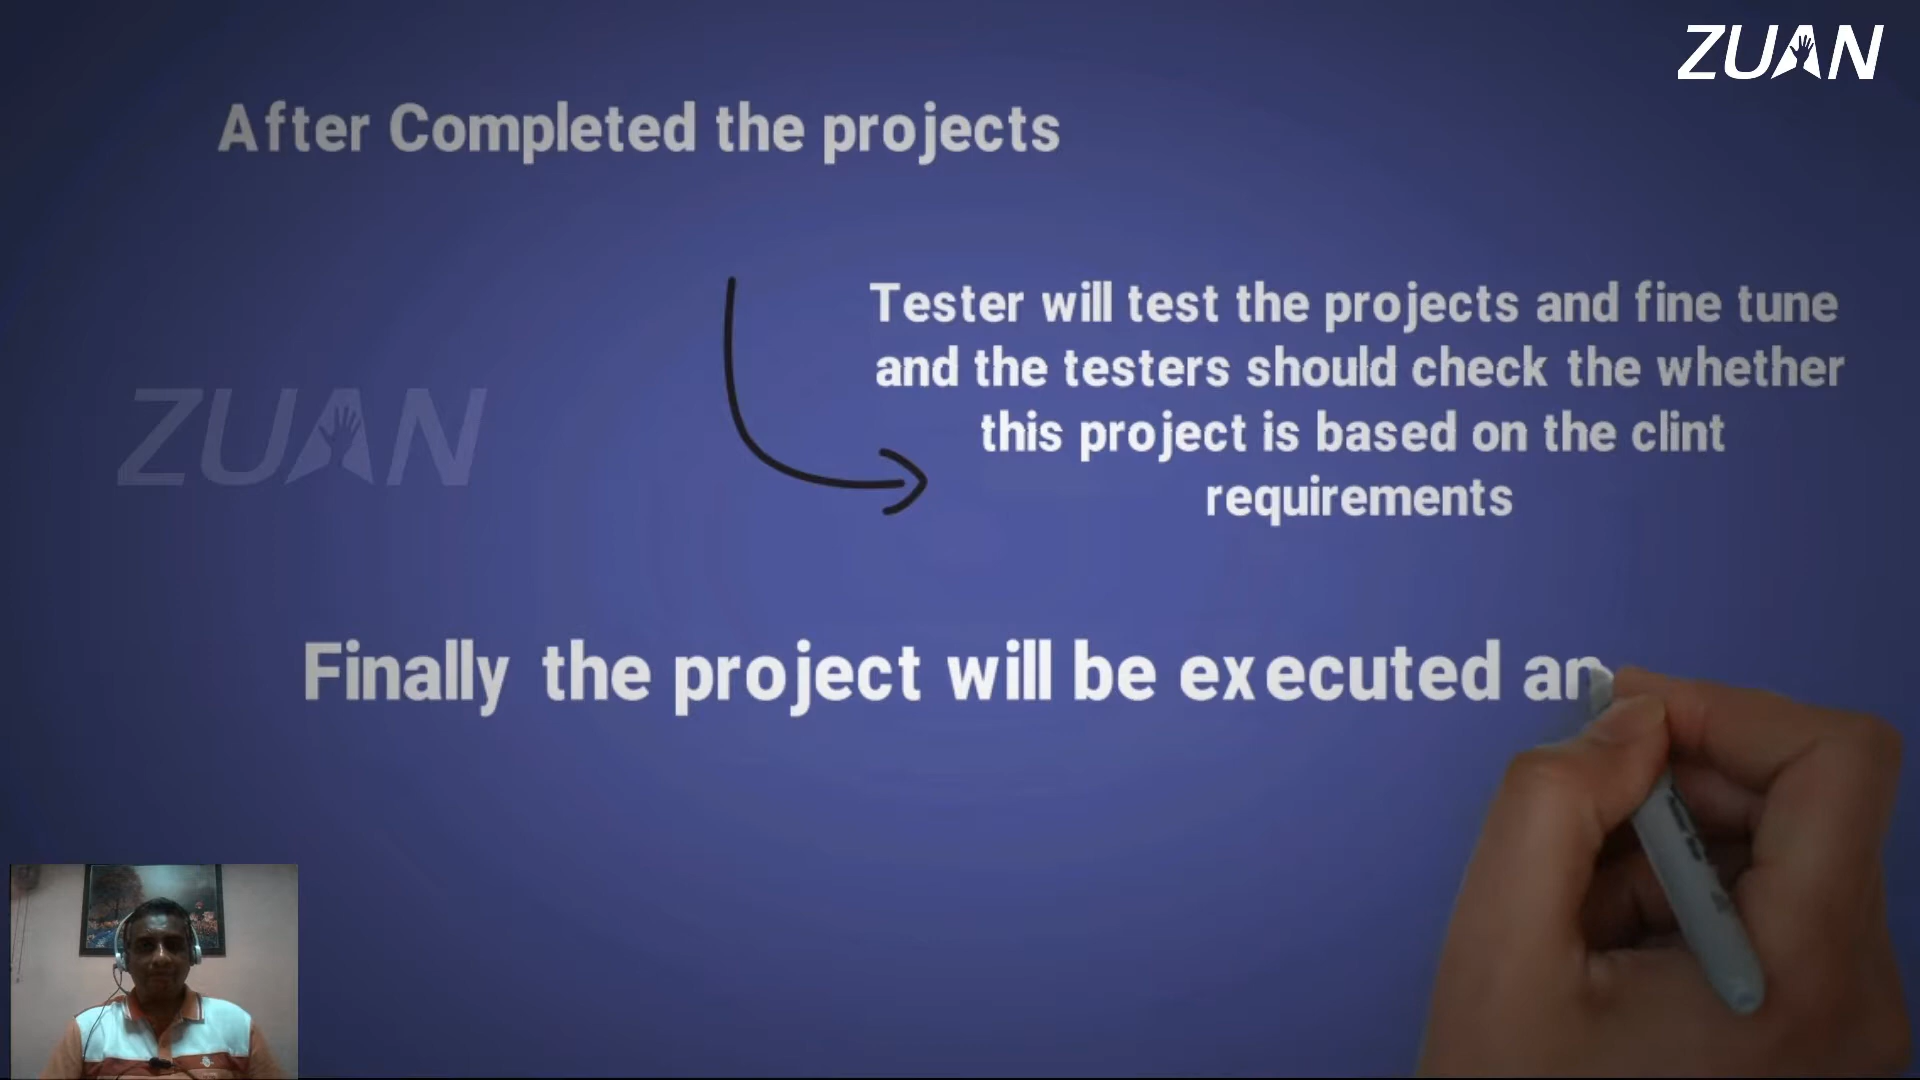 ZUAN
After Completed the projects
Tester will test the projects and fine tune
and the testers should check the whether
this project is based on the clint
requirements
ZUAN
Finally the project will be executed an